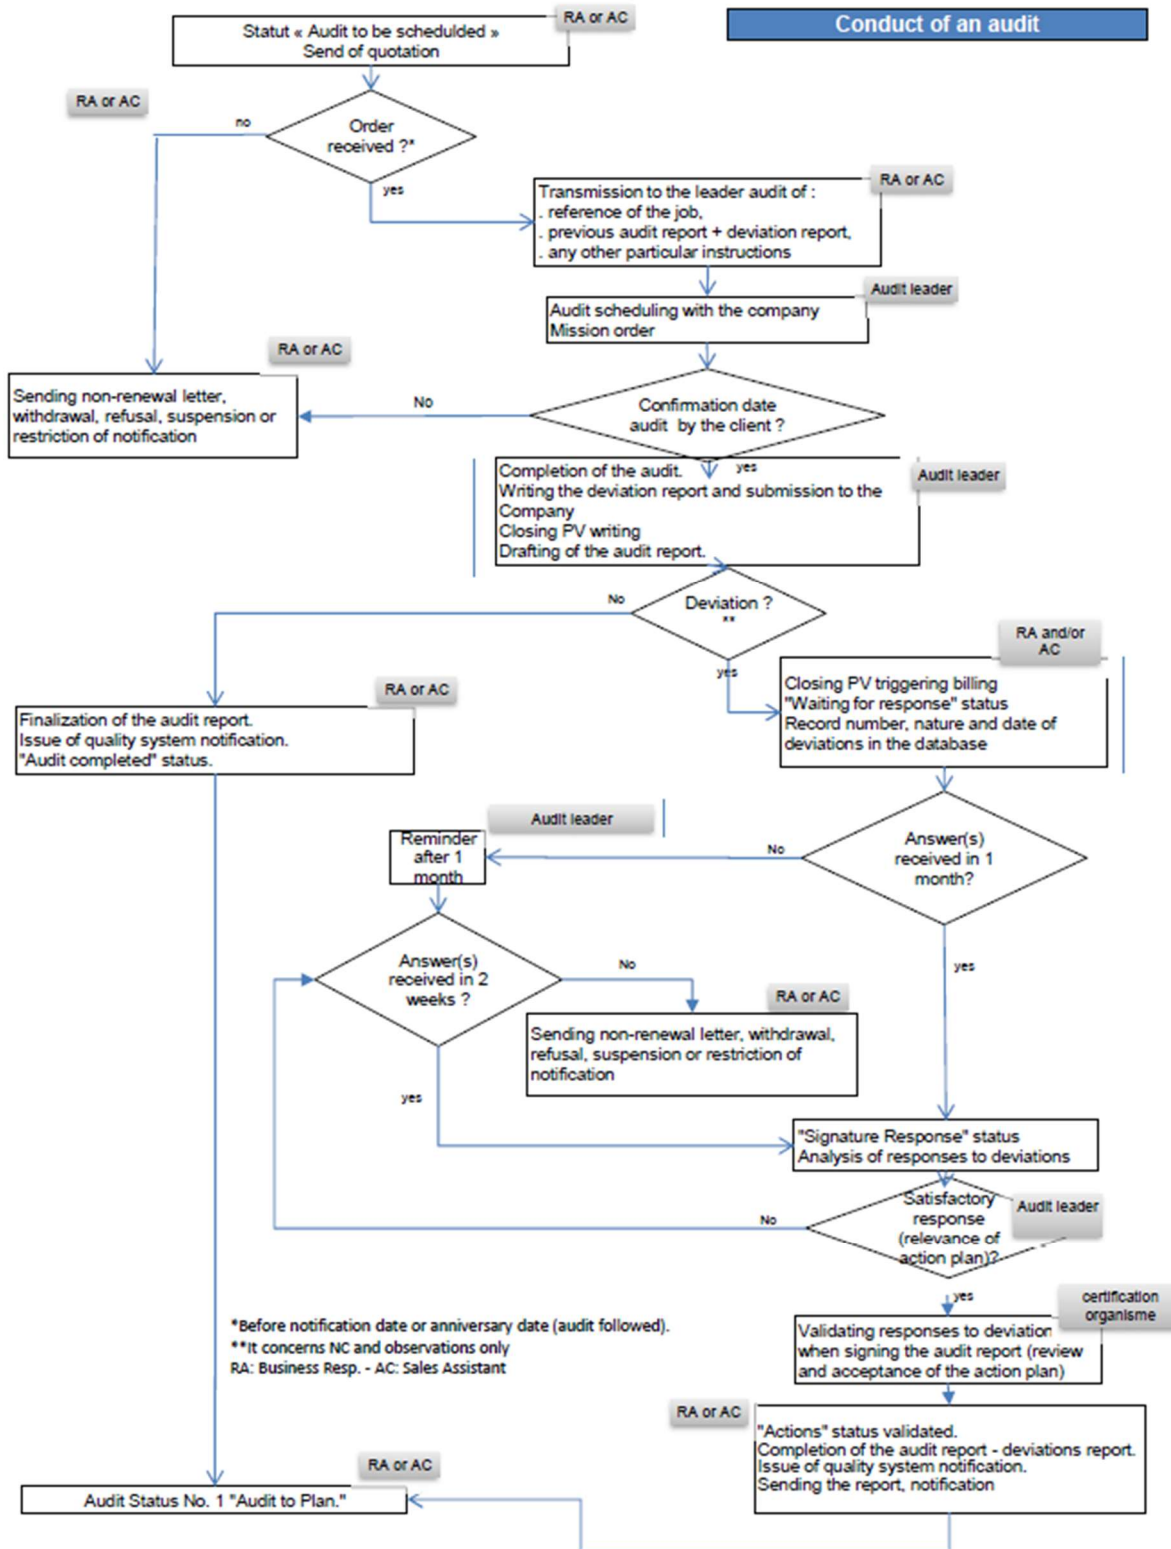 Conduct of an audit
RA or AC
Statut « Audit to be schedulded »
Send of quotation
RA or AC
no
Order
received ?*
yes
RA or AC
Transmission to the leader audit of :
. reference of the job,
. previous audit report + deviation report,
. any other particular instructions
Audit leader
Audit scheduling with the company
Mission order
RA or AC
Sending non-renewal letter,
withdrawal, refusal, suspension or
restriction of notification
No
Confirmation date
audit by the client ?
yes
Audit leader
Completion of the audit.
Writing the deviation report and submission to the
Company
Closing PV writing
Drafting of the audit report.
No
Deviation ?
**
yes
RA and/or
AC
Closing PV triggering billing
"Waiting for response" status
Record number, nature and date of
deviations in the database
RA or AC
Finalization of the audit report.
Issue of quality system notification.
"Audit completed" status.
Audit leader
Reminder
after 1
month
No
Answer(s)
received in 1
month?
yes
Answer(s)
received in 2
weeks ?
No
yes
RA or AC
Sending non-renewal letter, withdrawal,
refusal, suspension or restriction of
notification
"Signature Response" status
Analysis of responses to deviations
No
Satisfactory
response
(relevance of
action plan)?
Audit leader
yes
certification
organisme
Validating responses to deviation
when signing the audit report (review
and acceptance of the action plan)
*Before notification date or anniversary date (audit followed).
**It concerns NC and observations only
RA: Business Resp. - AC: Sales Assistant
RA or AC
"Actions" status validated.
Completion of the audit report - deviations report.
Issue of quality system notification.
Sending the report, notification
RA or AC
Audit Status No. 1 "Audit to Plan."